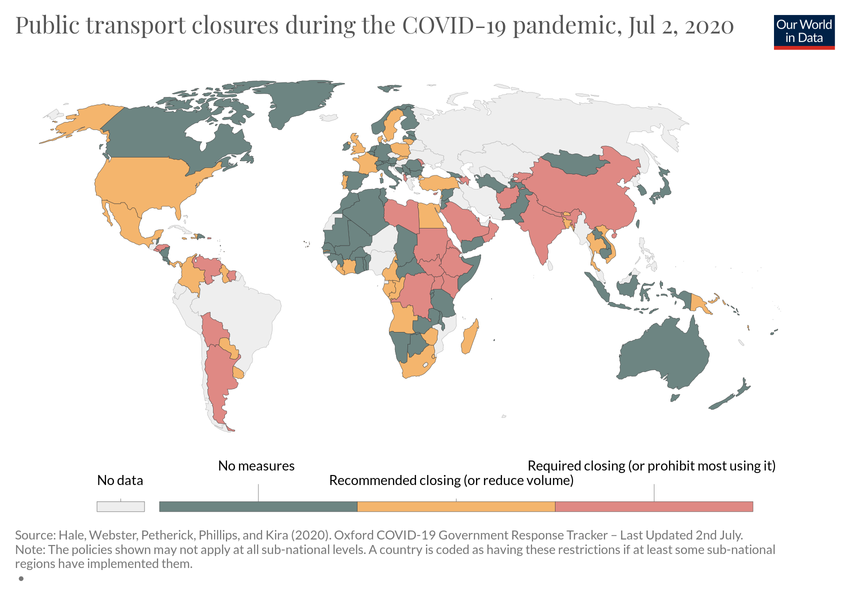 Public transport closures during the COVID-19 pandemic, Jul 2, 2020
Our World
in Data
No data
No measures
Recommended closing (or reduce volume)
Required closing (or prohibit most using it)
Source: Hale, Webster, Petherick, Phillips, and Kira (2020). Oxford COVID-19 Government Response Tracker – Last Updated 2nd July.
Note: The policies shown may not apply at all sub-national levels. A country is coded as having these restrictions if at least some sub-national
regions have implemented them.